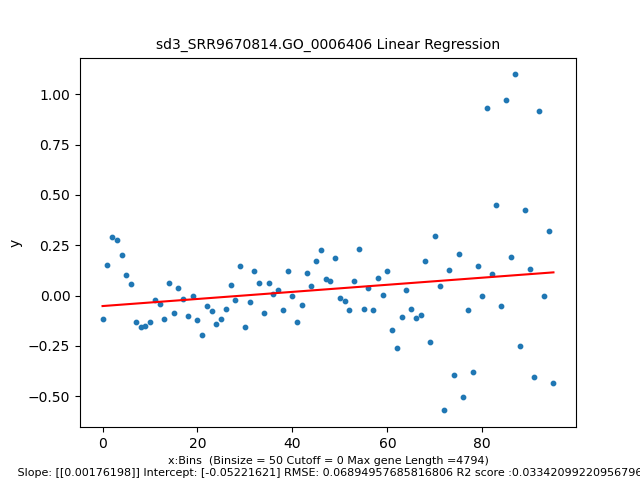 sd3_SRR9670814.GO_0006406 Linear Regression
1.00
0.75
0.50
0.25
0.00
−0.25
−0.50
y
0 20 40 60 80
x:Bins (Binsize = 50 Cutoff = 0 Max gene Length =4794)
Slope: [[0.00176198]] Intercept: [-0.05221621] RMSE: 0.06894957685816806 R2 score :0.03342099220956796